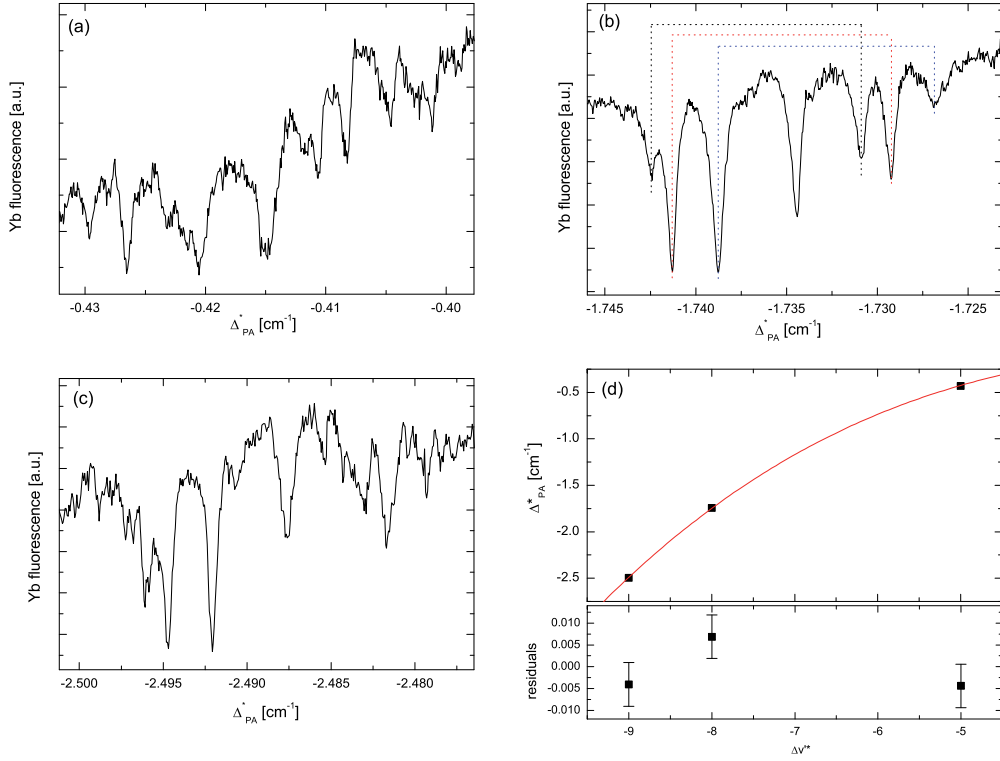 (a)
Yb fluorescence [a.u.]
-0.43
-0.42
-0.41
-0.40
Δ*PA [cm-1]
(b)
Yb fluorescence [a.u.]
-1.745
-1.740
-1.735
-1.730
-1.725
Δ*PA [cm-1]
(c)
Yb fluorescence [a.u.]
-2.500
-2.495
-2.490
-2.485
-2.480
Δ*PA [cm-1]
(d)
Δ*PA [cm-1]
-0.5
-1.0
-1.5
-2.0
-2.5
residuals
0.010
0.005
0.000
-0.005
-0.010
-9
-8
-7
-6
-5
Δv'*